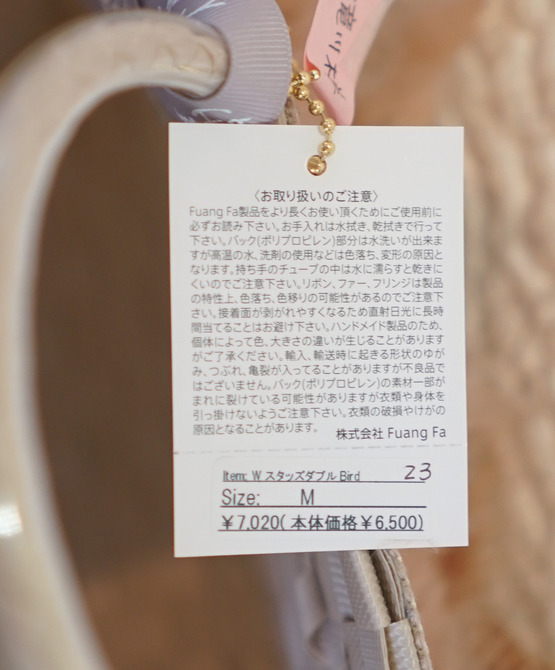 滝川不
〈お取り扱いのご注意〉
Fuang Fa製品をより長くお使い頂くためにご使用前に
必ずお読み下さい。お手入れは水拭き、乾拭きで行って
下さい。バック(ポリプロピレン)部分は水洗いが出来ま
すが高温の水、洗剤の使用などは色落ち、変形の原因と
なります。持ち手のチューブの中は水に濡らすと乾きに
くいのでご注意下さい。リボン、ファー、フリンジは製品
の特性上、色落ち、色移りの可能性があるのでご注意下
さい。接着面が剥がれやすくなるため直射日光に長時
間当てることはお避け下さい。ハンドメイド製品のため、
個体によって色、大きさの違いが生じることがあります
がご了承ください。輸入、輸送時に起きる形状のゆが
み、つぶれ、亀裂が入ってることがありますが不良品で
はございません。バック(ポリプロピレン)の素材一部が
まれに裂けている可能性がありますが衣類や身体を
引っ掛けないようご注意下さい。衣類の破損やけがの
原因となることがあります。 株式会社 Fuang Fa
Item: W スタッズダブル Bird 23
Size: M
￥7,020(本体価格￥6,500)